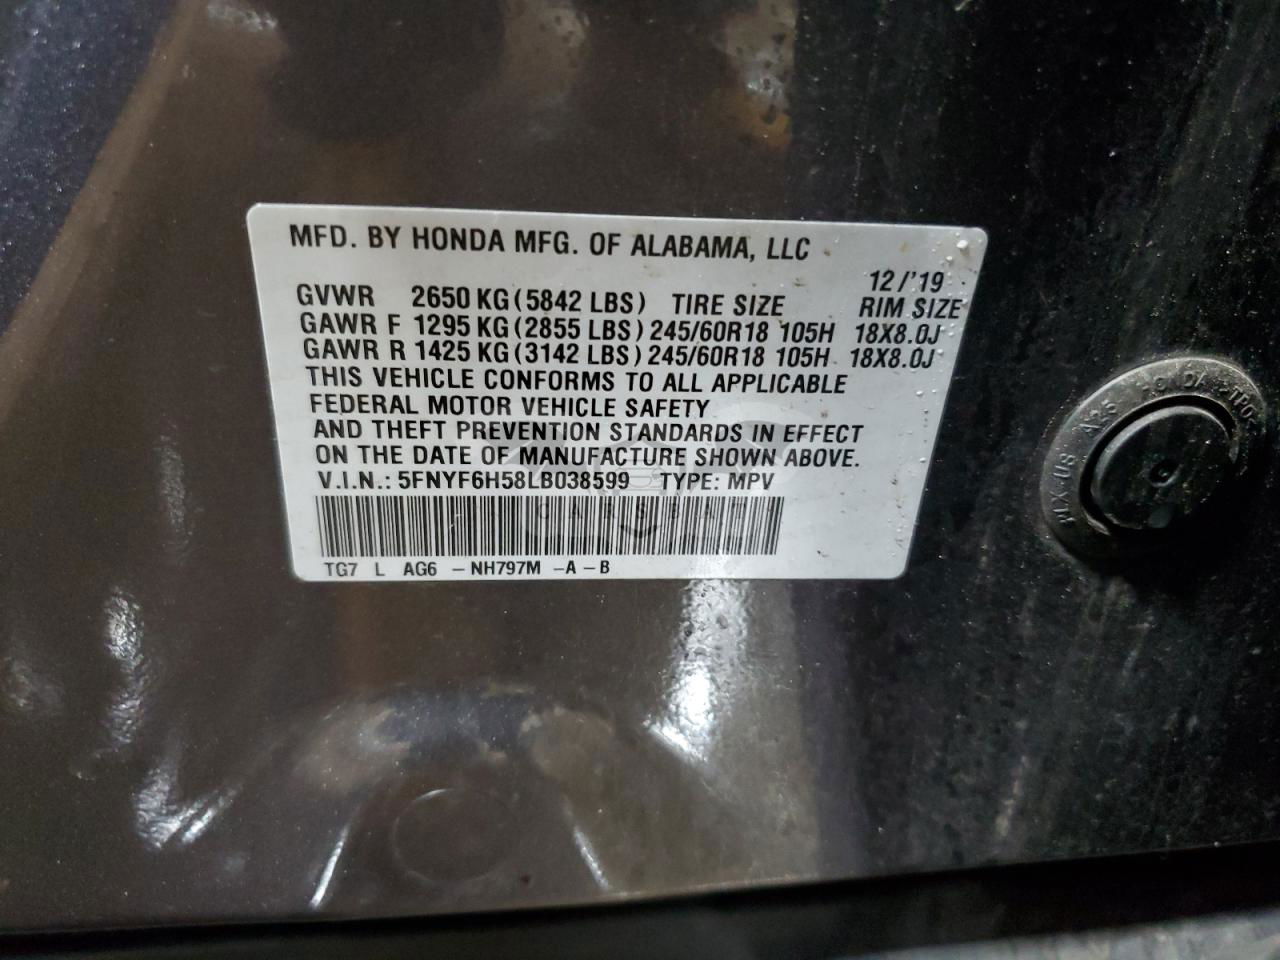 MFD. BY HONDA MFG. OF ALABAMA, LLC
12/'19
GVWR 2650 KG (5842 LBS) TIRE SIZE RIM SIZE
GAWR F 1295 KG (2855 LBS) 245/60R18 105H 18X8.0J
GAWR R 1425 KG (3142 LBS) 245/60R18 105H 18X8.0J
THIS VEHICLE CONFORMS TO ALL APPLICABLE
FEDERAL MOTOR VEHICLE SAFETY
AND THEFT PREVENTION STANDARDS IN EFFECT
ON THE DATE OF MANUFACTURE SHOWN ABOVE.
V.I.N.: 5FNYF6H58LB038599 TYPE: MPV
TG7 L AG6 - NH797M - A - B
A25 HONDA